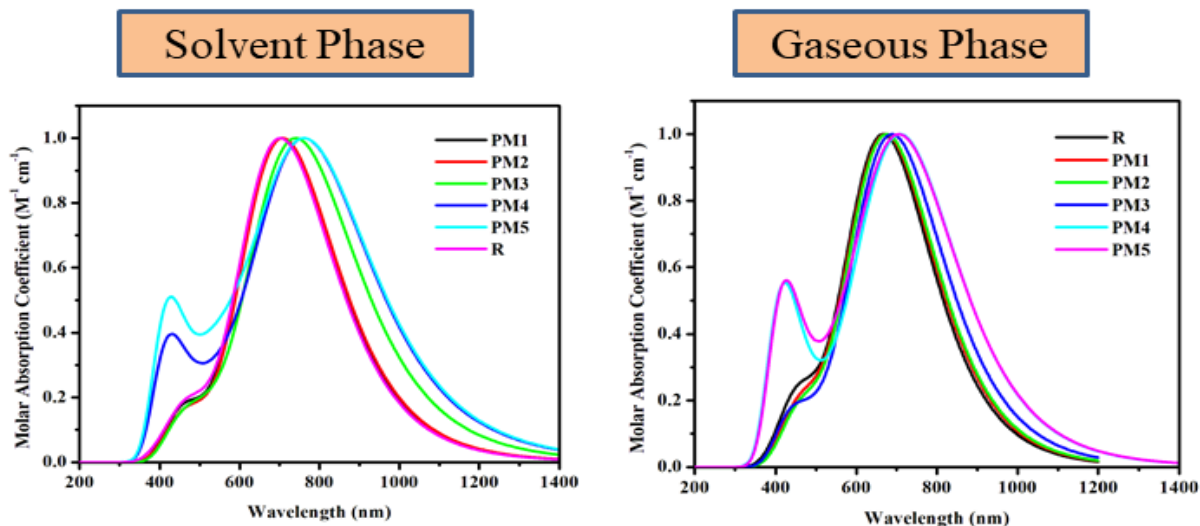 Solvent Phase
Gaseous Phase
1.0
0.8
0.6
0.4
0.2
0.0
200 400 600 800 1000 1200 1400
Molar Absorption Coefficient (M⁻¹ cm⁻¹)
Wavelength (nm)
PM1
PM2
PM3
PM4
PM5
R
1.0
0.8
0.6
0.4
0.2
0.0
200 400 600 800 1000 1200 1400
Molar Absorption Coefficient (M⁻¹ cm⁻¹)
Wavelength (nm)
R
PM1
PM2
PM3
PM4
PM5